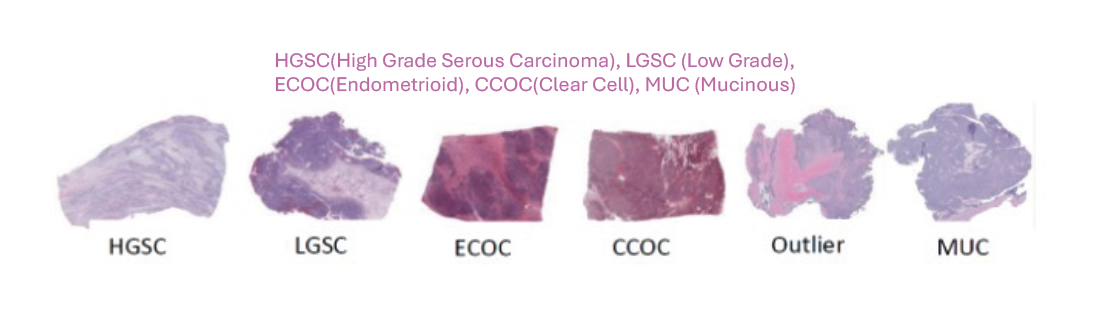 HGSC(High Grade Serous Carcinoma), LGSC (Low Grade),
ECOC(Endometrioid), CCOC(Clear Cell), MUC (Mucinous)
HGSC
LGSC
ECOC
CCOC
Outlier
MUC